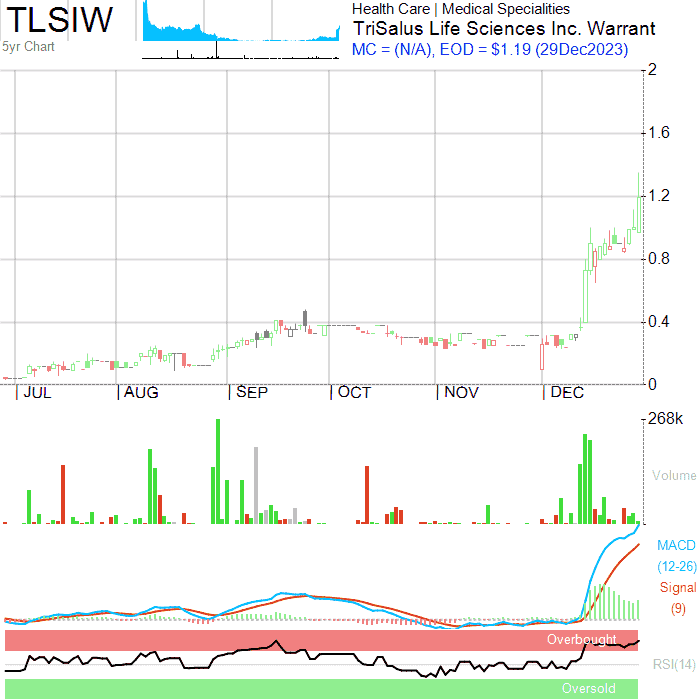 TLSIW
5yr Chart
Health Care | Medical Specialities
TriSalus Life Sciences Inc. Warrant
MC = (N/A), EOD = $1.19 (29Dec2023)
2
1.6
1.2
0.8
0.4
0
JUL AUG SEP OCT NOV DEC
268k
Volume
MACD
(12-26)
Signal
(9)
Overbought
RSI(14)
Oversold